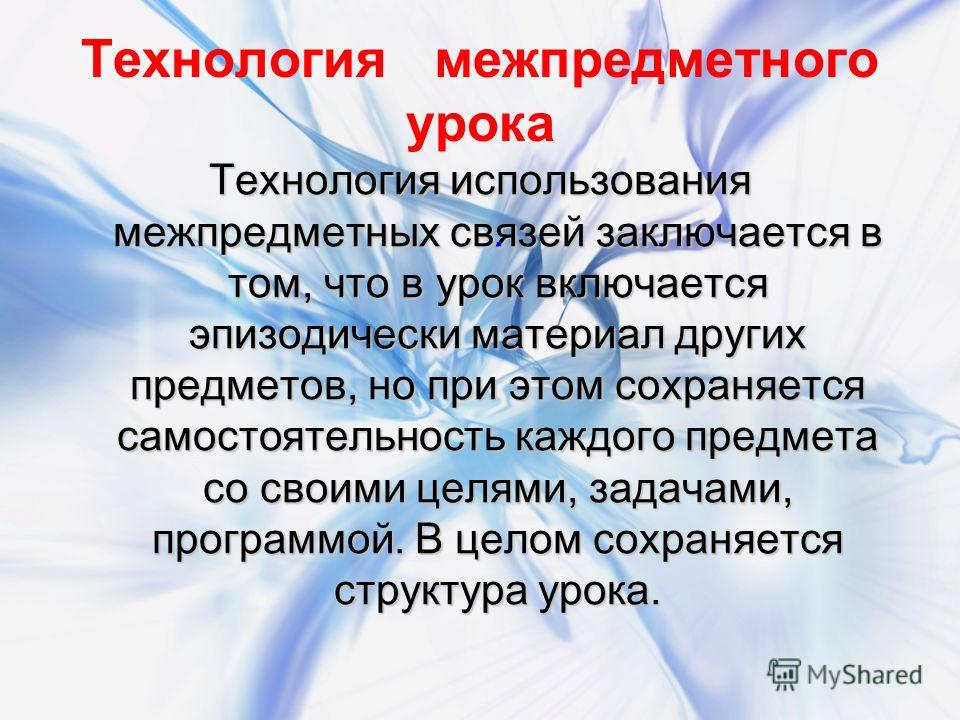 Технология межпредметного
урока
Технология использования
межпредметных связей заключается в
том, что в урок включается
эпизодически материал других
предметов, но при этом сохраняется
самостоятельность каждого предмета
со своими целями, задачами,
программой. В целом сохраняется
структура урока.
MyShared